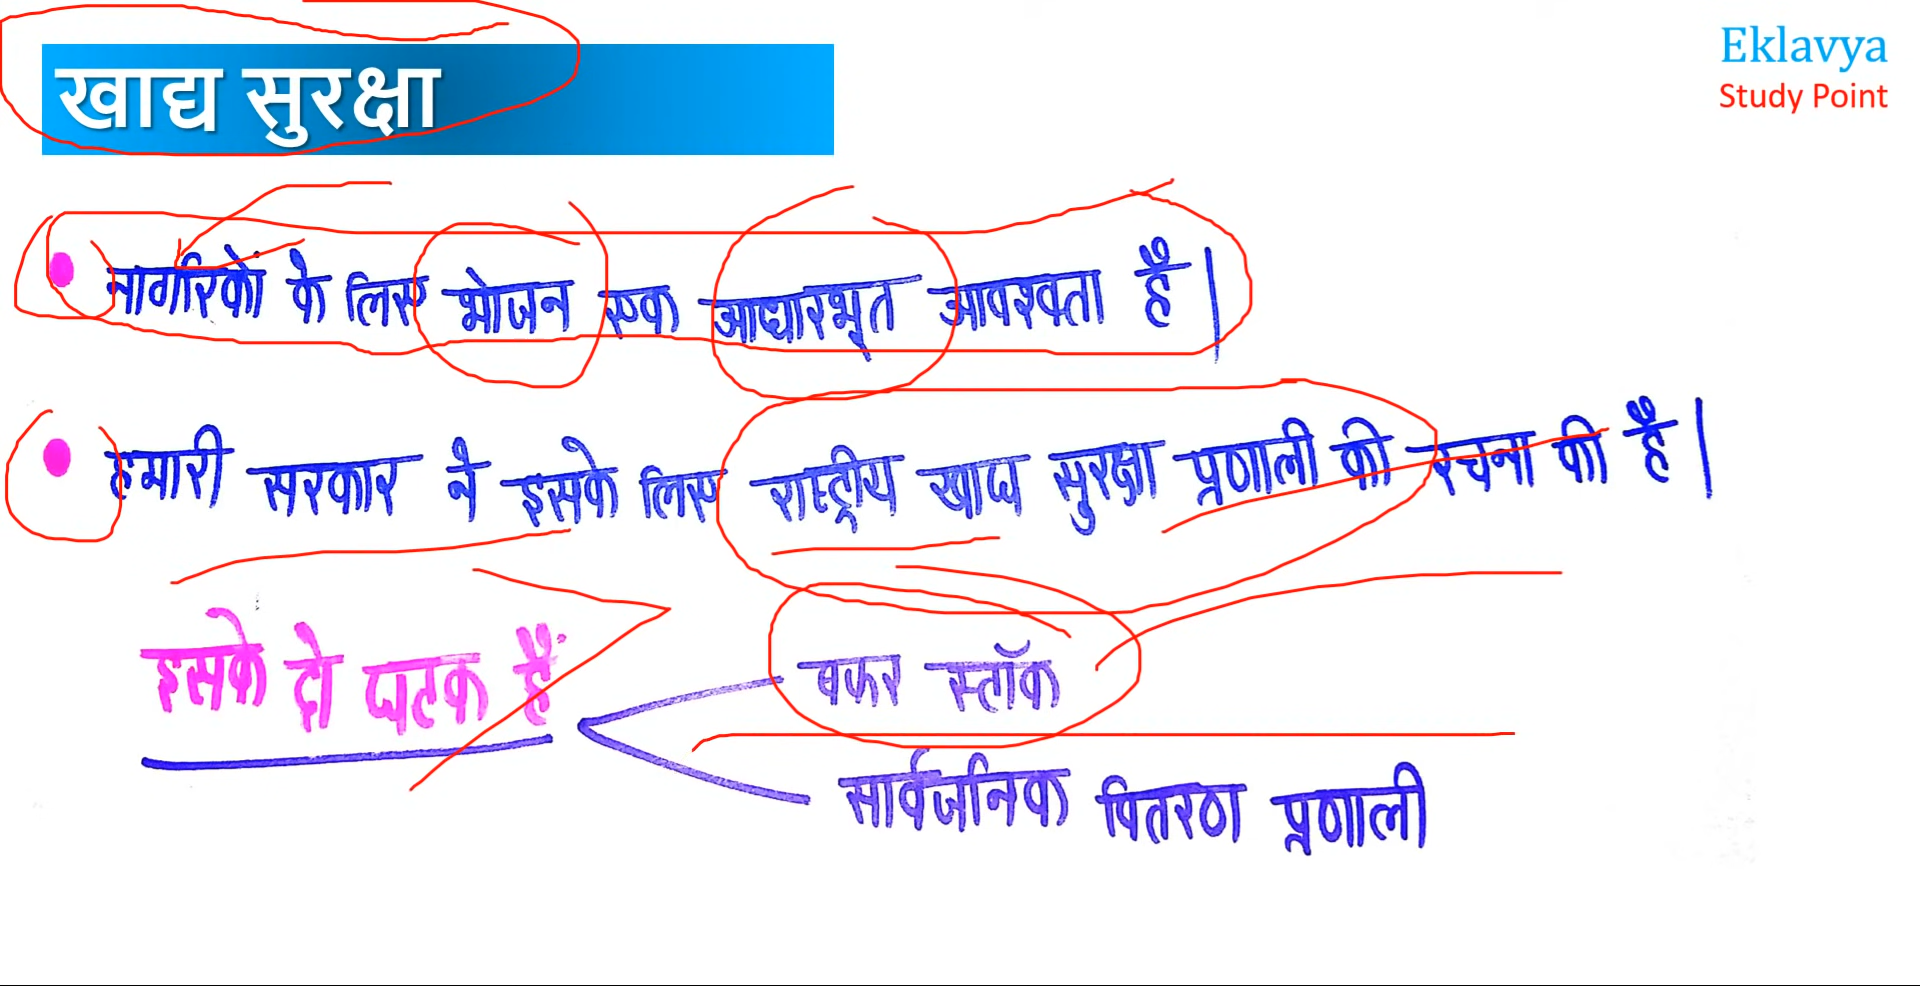 खाद्य सुरक्षा
Eklavya
Study Point
नागरिकों के लिए भोजन एक आधारभूत आवश्कता है |
हमारी सरकार ने इसके लिए राष्ट्रीय खाद्य सुरक्षा प्रणाली की रचना की है |
इसके दो घटक हैं
वफर स्टॉक
सार्वजनिक वितरण प्रणाली